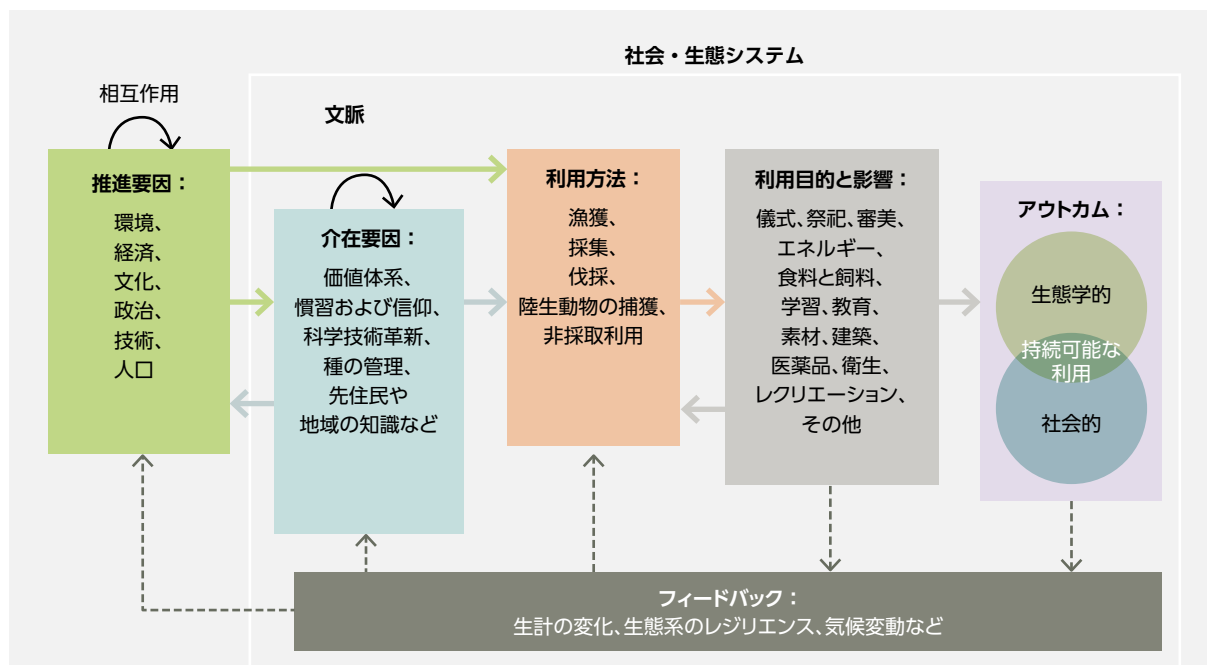 社会・生態システム
相互作用
文脈
推進要因：
環境、
経済、
文化、
政治、
技術、
人口
介在要因：
価値体系、
慣習および信仰、
科学技術革新、
種の管理、
先住民や
地域の知識など
利用方法：
漁獲、
採集、
伐採、
陸生動物の捕獲、
非採取利用
利用目的と影響：
儀式、祭祀、審美、
エネルギー、
食料と飼料、
学習、教育、
素材、建築、
医薬品、衛生、
レクリエーション、
その他
アウトカム：
生態学的
持続可能な
利用
社会的
フィードバック：
生計の変化、生態系のレジリエンス、気候変動など